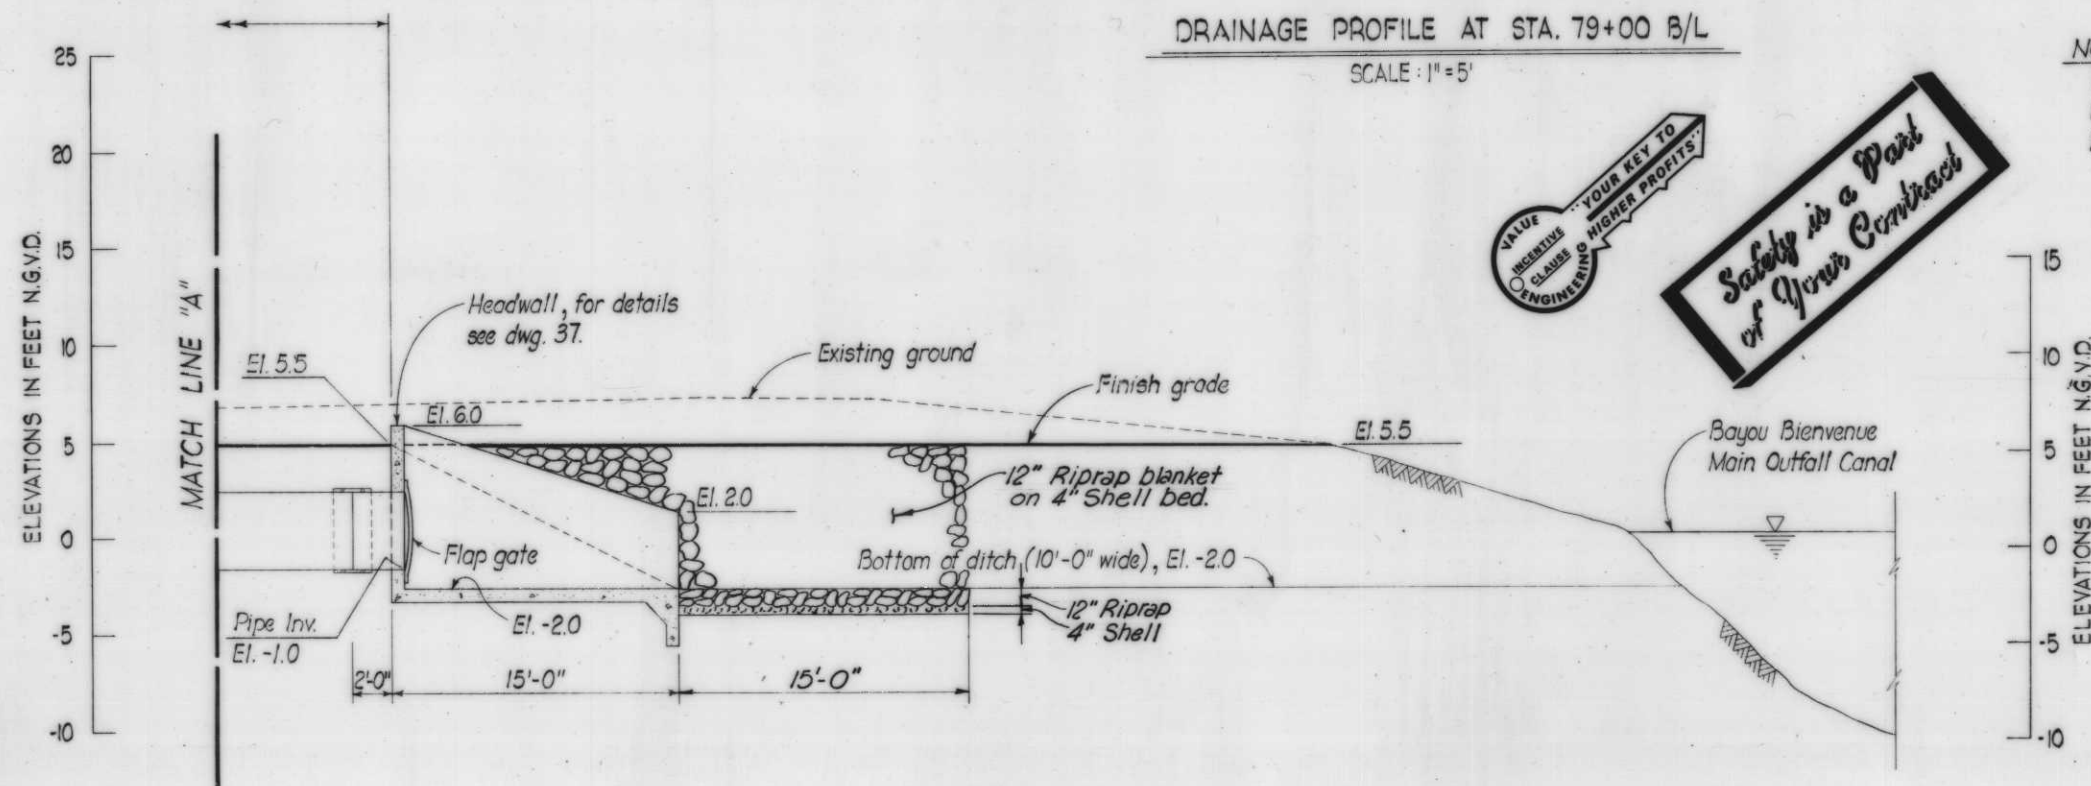 DRAINAGE PROFILE AT STA. 79+00 B/L
SCALE : 1" = 5'
25
20
15
10
5
0
-5
-10
ELEVATIONS IN FEET N.G.V.D.
MATCH LINE "A"
El. 5.5
Headwall, for details
see dwg. 37.
El. 6.0
Existing ground
Finish grade
El. 5.5
12" Riprap blanket
on 4" Shell bed.
El. 2.0
Flap gate
Bottom of ditch (10'-0" wide), El. -2.0
Pipe Inv.
El. -1.0
El. -2.0
12" Riprap
4" Shell
2'-0"
15'-0"
15'-0"
Bayou Bienvenue
Main Outfall Canal
VALUE
ENGINEERING
INCENTIVE
CLAUSE
"YOUR KEY TO
HIGHER PROFITS"
Safety is a Part
of Your Contract
15
10
5
0
-5
-10
ELEVATIONS IN FEET N.G.V.D.